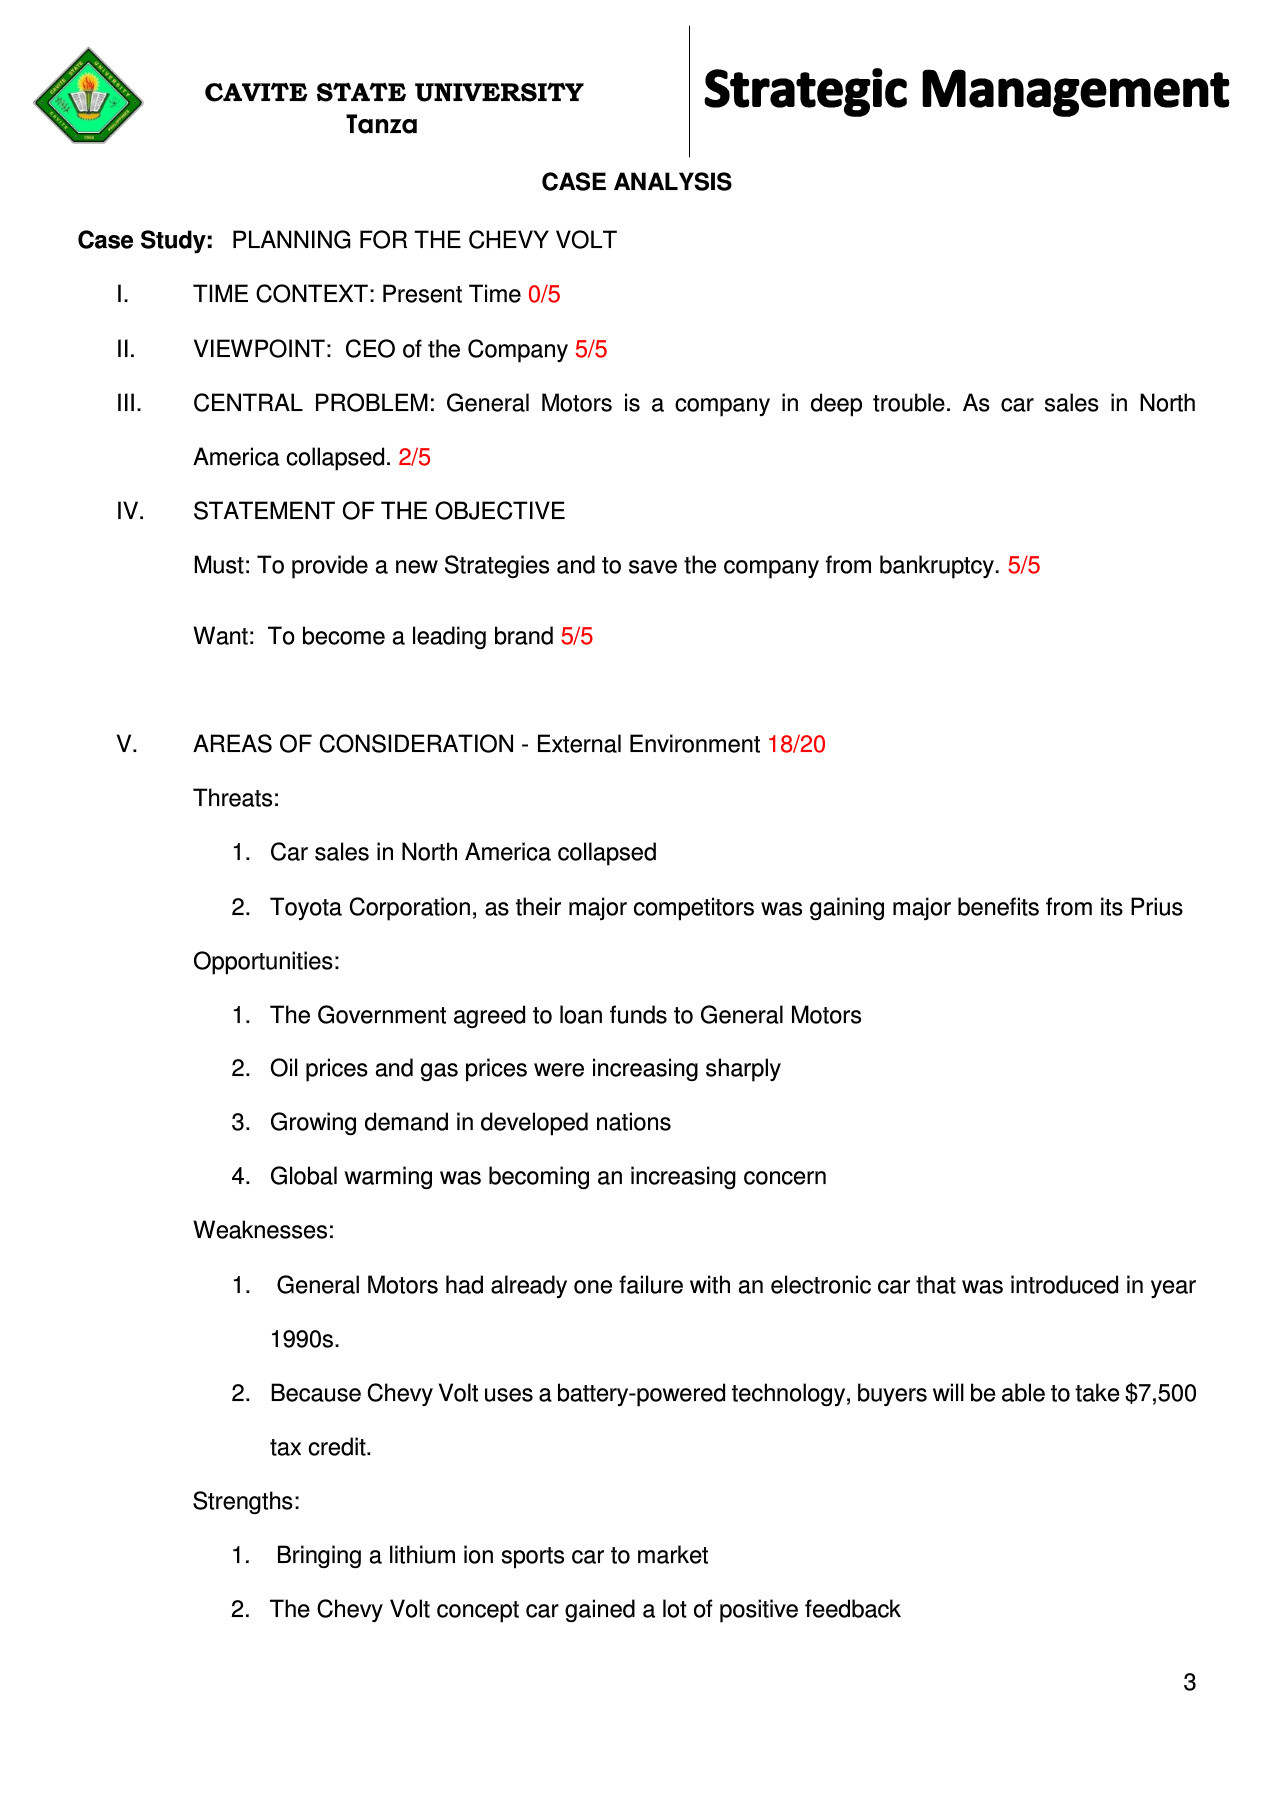 CAVITE STATE UNIVERSITY
Tanza
Strategic Management
CASE ANALYSIS
Case Study: PLANNING FOR THE CHEVY VOLT
I. TIME CONTEXT: Present Time 0/5
II. VIEWPOINT: CEO of the Company 5/5
III. CENTRAL PROBLEM: General Motors is a company in deep trouble. As car sales in North
America collapsed. 2/5
IV. STATEMENT OF THE OBJECTIVE
Must: To provide a new Strategies and to save the company from bankruptcy. 5/5
Want: To become a leading brand 5/5
V. AREAS OF CONSIDERATION - External Environment 18/20
Threats:
1. Car sales in North America collapsed
2. Toyota Corporation, as their major competitors was gaining major benefits from its Prius
Opportunities:
1. The Government agreed to loan funds to General Motors
2. Oil prices and gas prices were increasing sharply
3. Growing demand in developed nations
4. Global warming was becoming an increasing concern
Weaknesses:
1. General Motors had already one failure with an electronic car that was introduced in year
1990s.
2. Because Chevy Volt uses a battery-powered technology, buyers will be able to take $7,500
tax credit.
Strengths:
1. Bringing a lithium ion sports car to market
2. The Chevy Volt concept car gained a lot of positive feedback
3